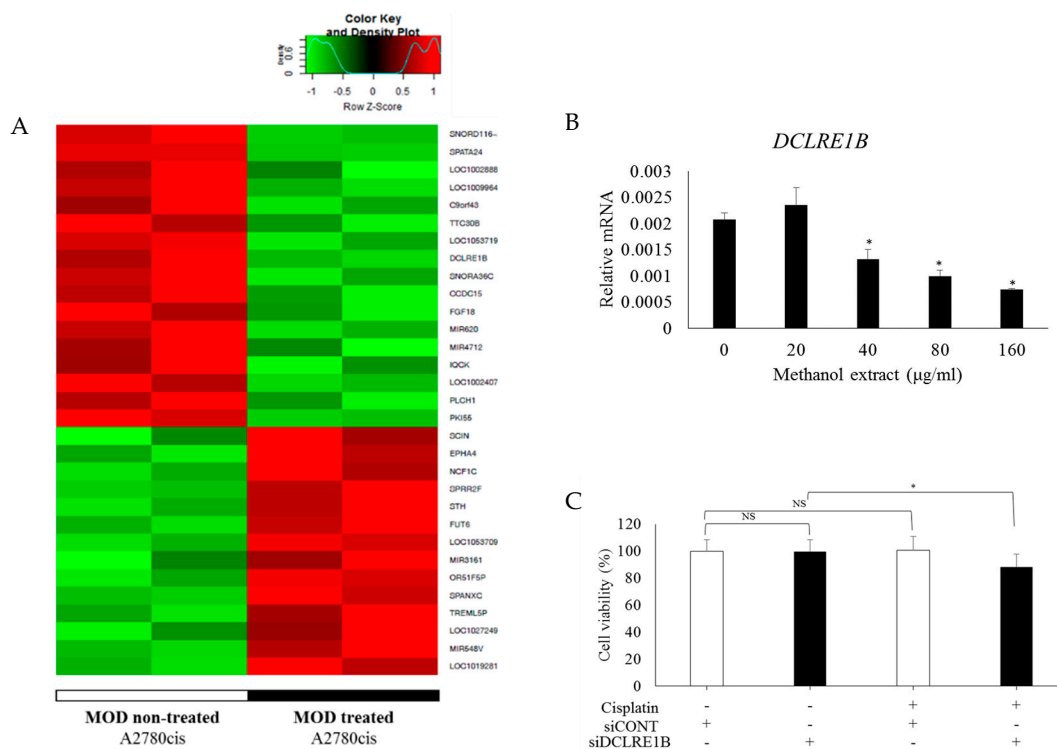 Color Key
and Density Plot
Density
0 0.6
-1 -0.5 0 0.5 1
Row Z-Score
A
SNORD116-
SPATA24
LOC1002888
LOC1009964
C9orf43
TTC30B
LOC1053719
DCLRE1B
SNORA36C
CCDC15
FGF18
MIR620
MIR4712
IQCK
LOC1002407
PLCH1
PKI55
SCIN
EPHA4
NCF1C
SPRR2F
STH
FUT6
LOC1053709
MIR3161
OR51F5P
SPANXC
TREML5P
LOC1027249
MIR548V
LOC1019281
MOD non-treated MOD treated
A2780cis A2780cis
B
DCLRE1B
Relative mRNA
0.003
0.0025
0.002
0.0015
0.001
0.0005
0
* * *
0 20 40 80 160
Methanol extract (µg/ml)
C
*
NS
NS
Cell viability (%)
120
100
80
60
40
20
0
Cisplatin - - + +
siCONT + - + -
siDCLRE1B - + - +